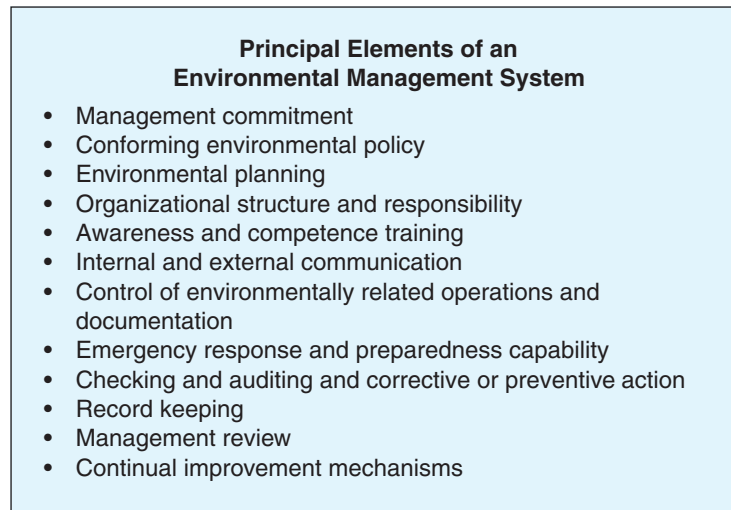 Principal Elements of an
Environmental Management System
• Management commitment
• Conforming environmental policy
• Environmental planning
• Organizational structure and responsibility
• Awareness and competence training
• Internal and external communication
• Control of environmentally related operations and
documentation
• Emergency response and preparedness capability
• Checking and auditing and corrective or preventive action
• Record keeping
• Management review
• Continual improvement mechanisms